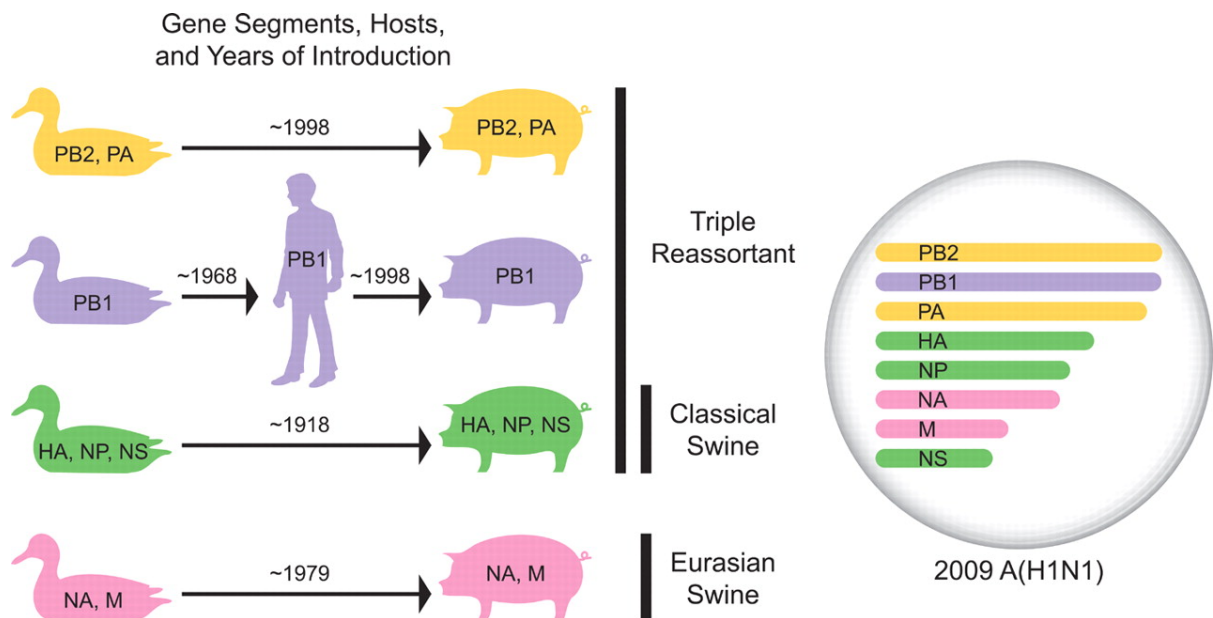 Gene Segments, Hosts,
and Years of Introduction
PB2, PA
~1998
PB2, PA
PB1
~1968
PB1
~1998
PB1
HA, NP, NS
~1918
HA, NP, NS
NA, M
~1979
NA, M
Triple
Reassortant
Classical
Swine
Eurasian
Swine
PB2
PB1
PA
HA
NP
NA
M
NS
2009 A(H1N1)